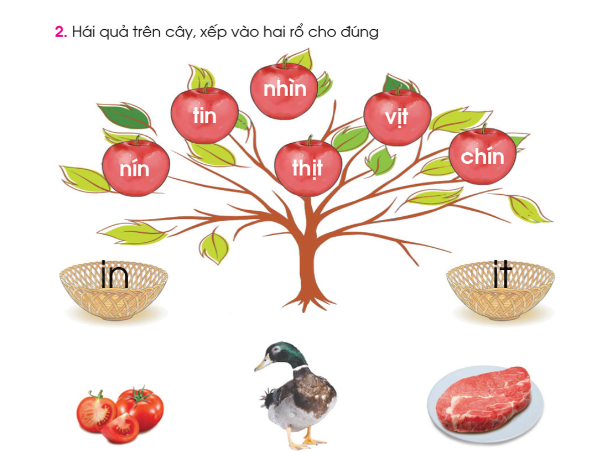 2. Hái quả trên cây, xếp vào hai rổ cho đúng
nhìn
tin
vịt
chín
nín
thịt
in
it